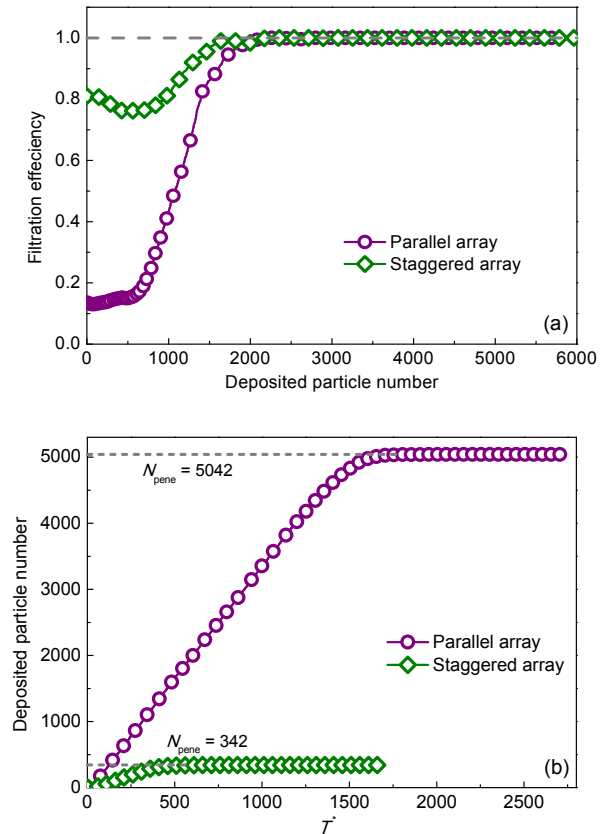 1.0
0.8
0.6
0.4
0.2
0.0
Filtration effeciency
Parallel array
Staggered array
(a)
0 1000 2000 3000 4000 5000 6000
Deposited particle number
5000
4000
3000
2000
1000
0
Deposited particle number
Npene = 5042
Parallel array
Staggered array
Npene = 342
(b)
0 500 1000 1500 2000 2500
T*